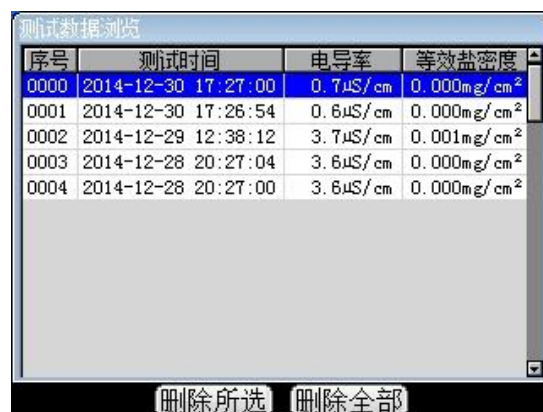 测试数据浏览
序号 测试时间 电导率 等效盐密度
0000 2014-12-30 17:27:00 0.7μS/cm 0.000mg/cm²
0001 2014-12-30 17:26:54 0.6μS/cm 0.000mg/cm²
0002 2014-12-29 12:38:12 3.7μS/cm 0.001mg/cm²
0003 2014-12-28 20:27:04 3.6μS/cm 0.000mg/cm²
0004 2014-12-28 20:27:00 3.6μS/cm 0.000mg/cm²
删除所选 删除全部